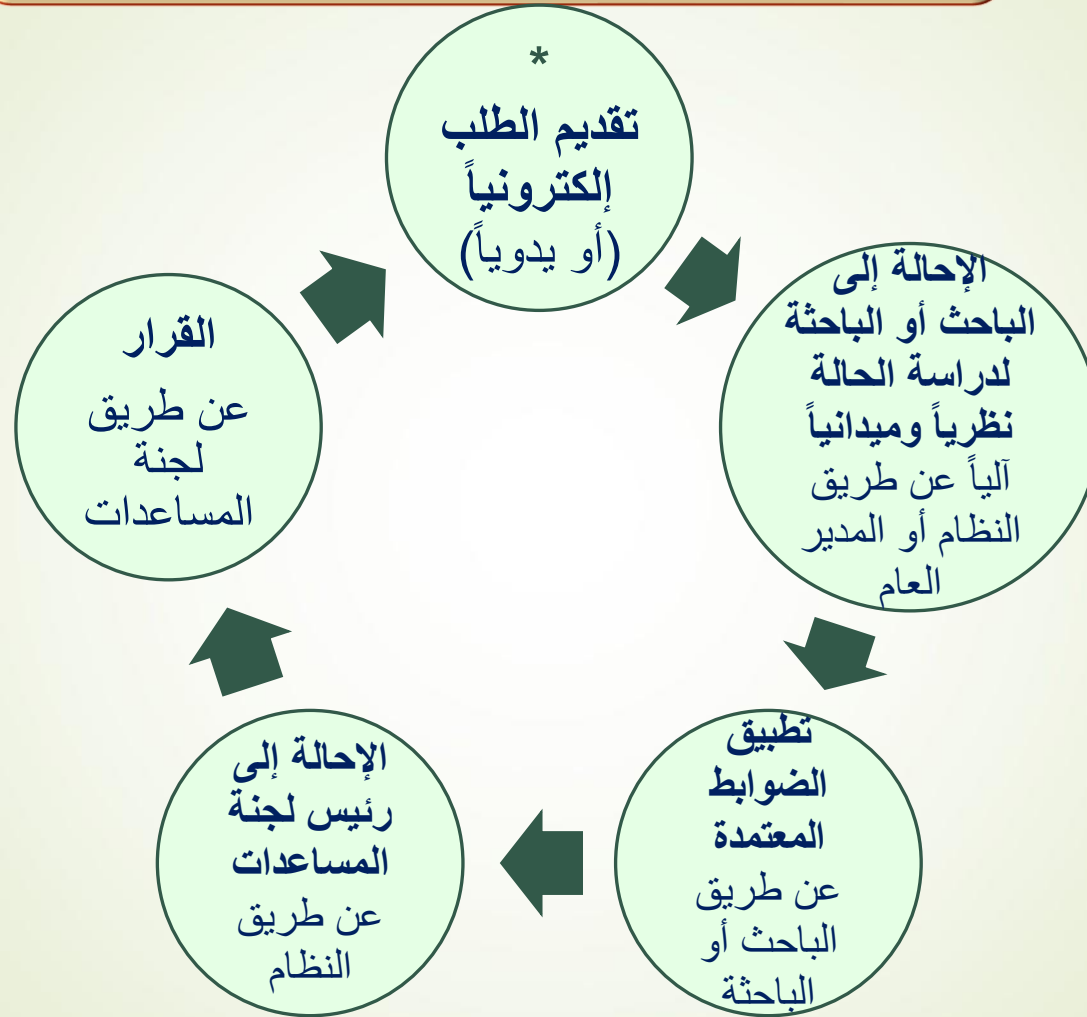 *
تقديم الطلب
إلكترونياً
(أو يدوياً)
الإحالة إلى
الباحث أو الباحثة
لدراسة الحالة
نظرياً وميدانياً
آلياً عن طريق
النظام أو المدير
العام
تطبيق
الضوابط
المعتمدة
عن طريق
الباحث أو
الباحثة
الإحالة إلى
رئيس لجنة
المساعدات
عن طريق
النظام
القرار
عن طريق
لجنة
المساعدات